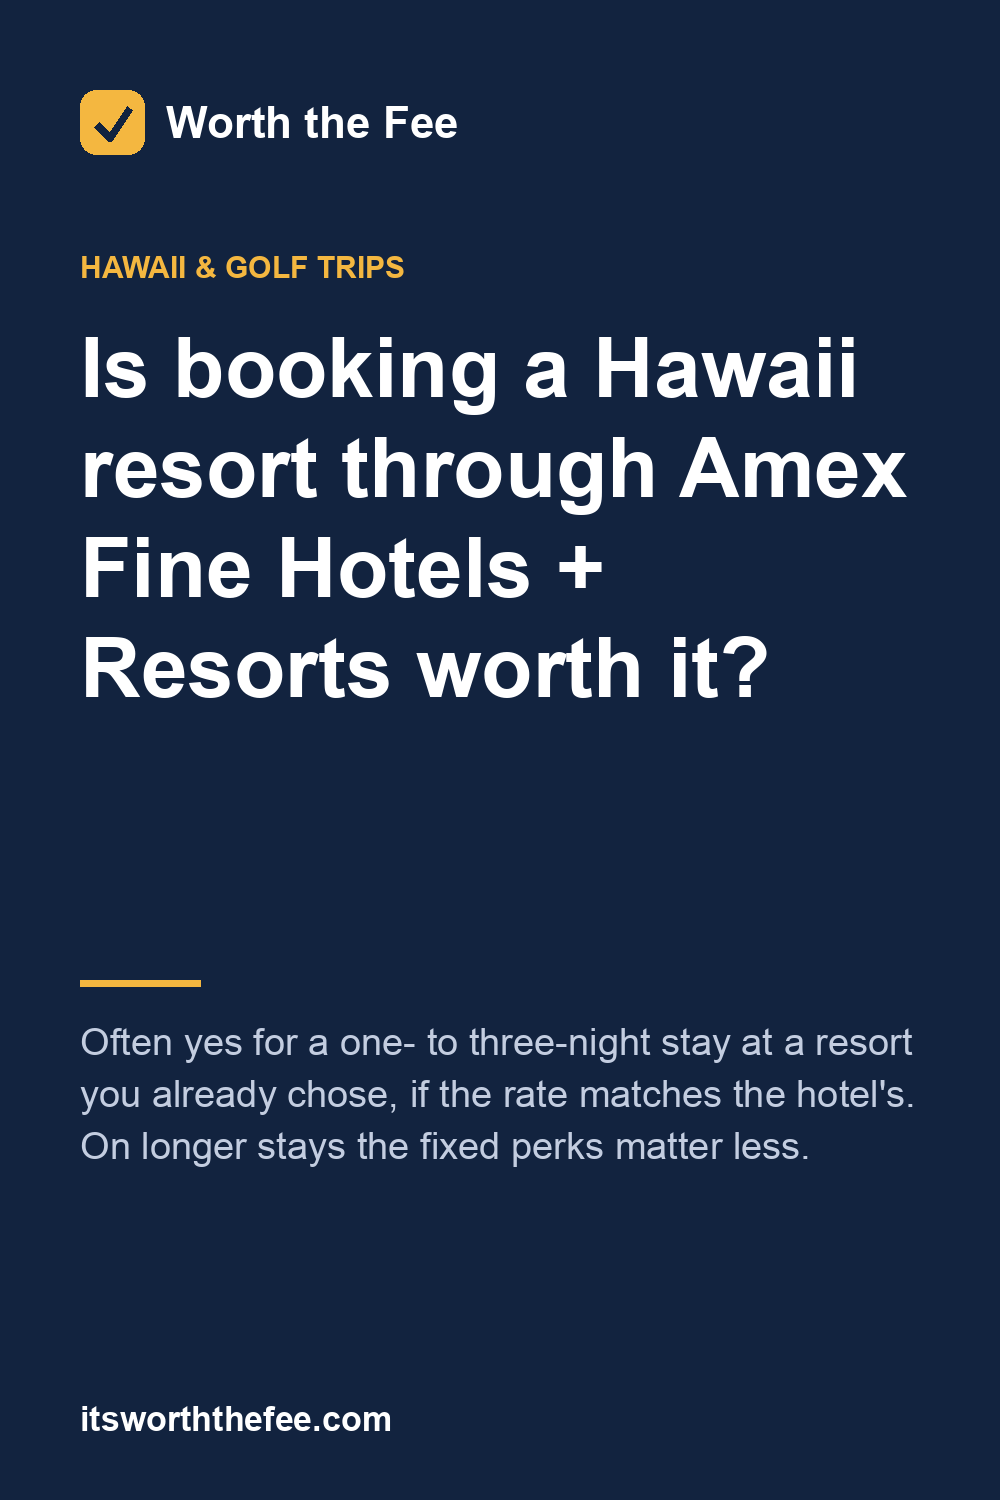 Worth the Fee
HAWAII & GOLF TRIPS
Is booking a Hawaii
resort through Amex
Fine Hotels +
Resorts worth it?
Often yes for a one- to three-night stay at a resort
you already chose, if the rate matches the hotel's.
On longer stays the fixed perks matter less.
itsworththefee.com